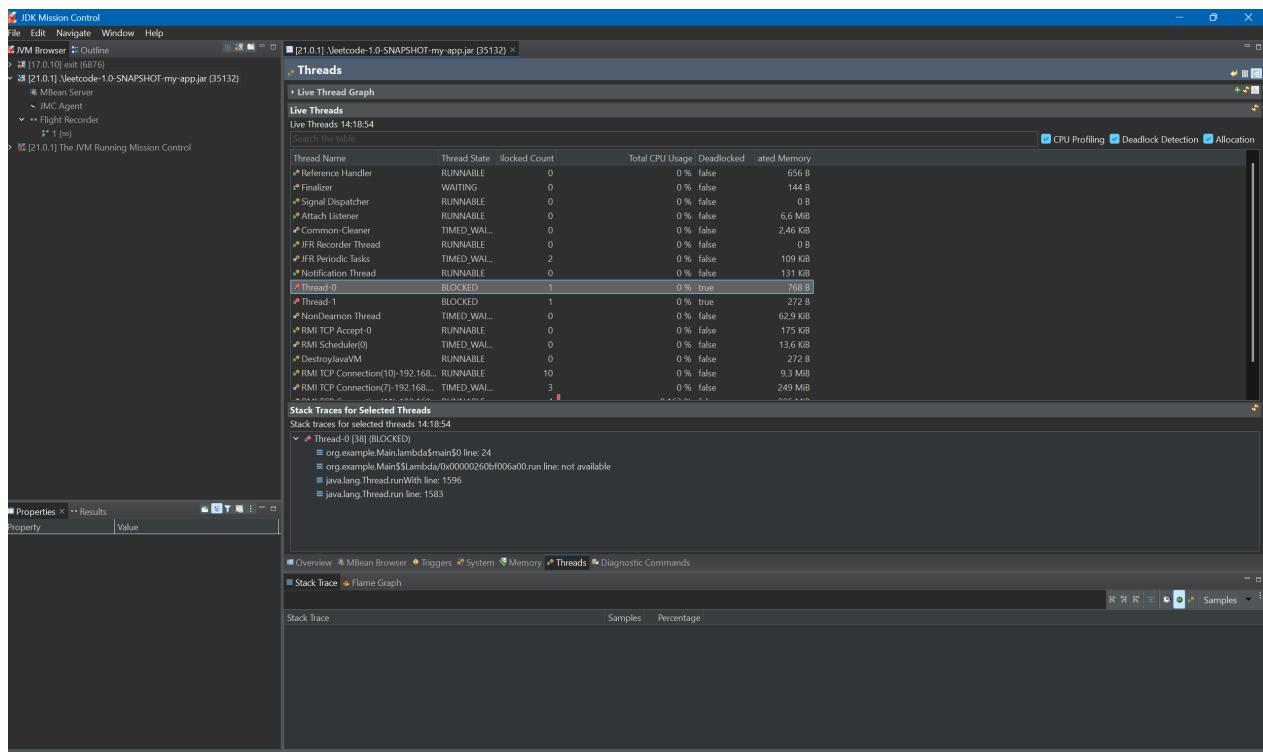 JDK Mission Control
File Edit Navigate Window Help
JVM Browser Outline
[17.0.10] exit (6876)
[21.0.1] .\leetcode-1.0-SNAPSHOT-my-app.jar (35132)
MBean Server
JMC Agent
Flight Recorder
1 (∞)
[21.0.1] The JVM Running Mission Control
Properties Results
Property Value
[21.0.1] .\leetcode-1.0-SNAPSHOT-my-app.jar (35132)
Threads
Live Thread Graph
Live Threads
Live Threads 14:18:54
Search the table
CPU Profiling Deadlock Detection Allocation
Thread Name Thread State locked Count Total CPU Usage Deadlocked ated Memory
Reference Handler RUNNABLE 0 0 % false 656 B
Finalizer WAITING 0 0 % false 144 B
Signal Dispatcher RUNNABLE 0 0 % false 0 B
Attach Listener RUNNABLE 0 0 % false 6,6 MiB
Common-Cleaner TIMED_WAI... 0 0 % false 2,46 KiB
JFR Recorder Thread RUNNABLE 0 0 % false 0 B
JFR Periodic Tasks TIMED_WAI... 2 0 % false 109 KiB
Notification Thread RUNNABLE 0 0 % false 131 KiB
Thread-0 BLOCKED 1 0 % true 768 B
Thread-1 BLOCKED 1 0 % true 272 B
NonDeamon Thread TIMED_WAI... 0 0 % false 62,9 KiB
RMI TCP Accept-0 RUNNABLE 0 0 % false 175 KiB
RMI Scheduler(0) TIMED_WAI... 0 0 % false 13,6 KiB
DestroyJavaVM RUNNABLE 0 0 % false 272 B
RMI TCP Connection(10)-192.168... RUNNABLE 10 0 % false 9,3 MiB
RMI TCP Connection(7)-192.168.... TIMED_WAI... 3 0 % false 249 MiB
Stack Traces for Selected Threads
Stack traces for selected threads 14:18:54
Thread-0 [38] (BLOCKED)
org.example.Main.lambda$main$0 line: 24
org.example.Main$$Lambda/0x00000260bf006a00.run line: not available
java.lang.Thread.runWith line: 1596
java.lang.Thread.run line: 1583
Overview MBean Browser Triggers System Memory Threads Diagnostic Commands
Stack Trace Flame Graph
Samples
Stack Trace Samples Percentage